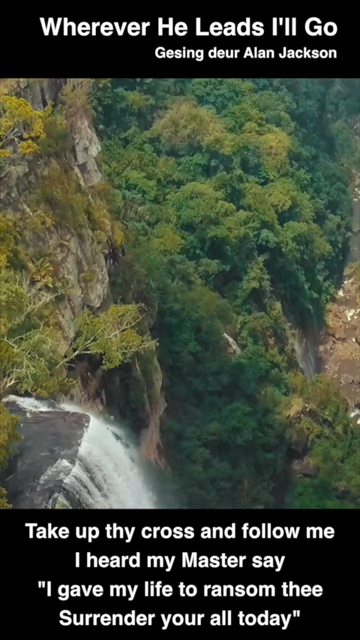 Wherever He Leads I'll Go
Gesing deur Alan Jackson
Take up thy cross and follow me
I heard my Master say
"I gave my life to ransom thee
Surrender your all today"